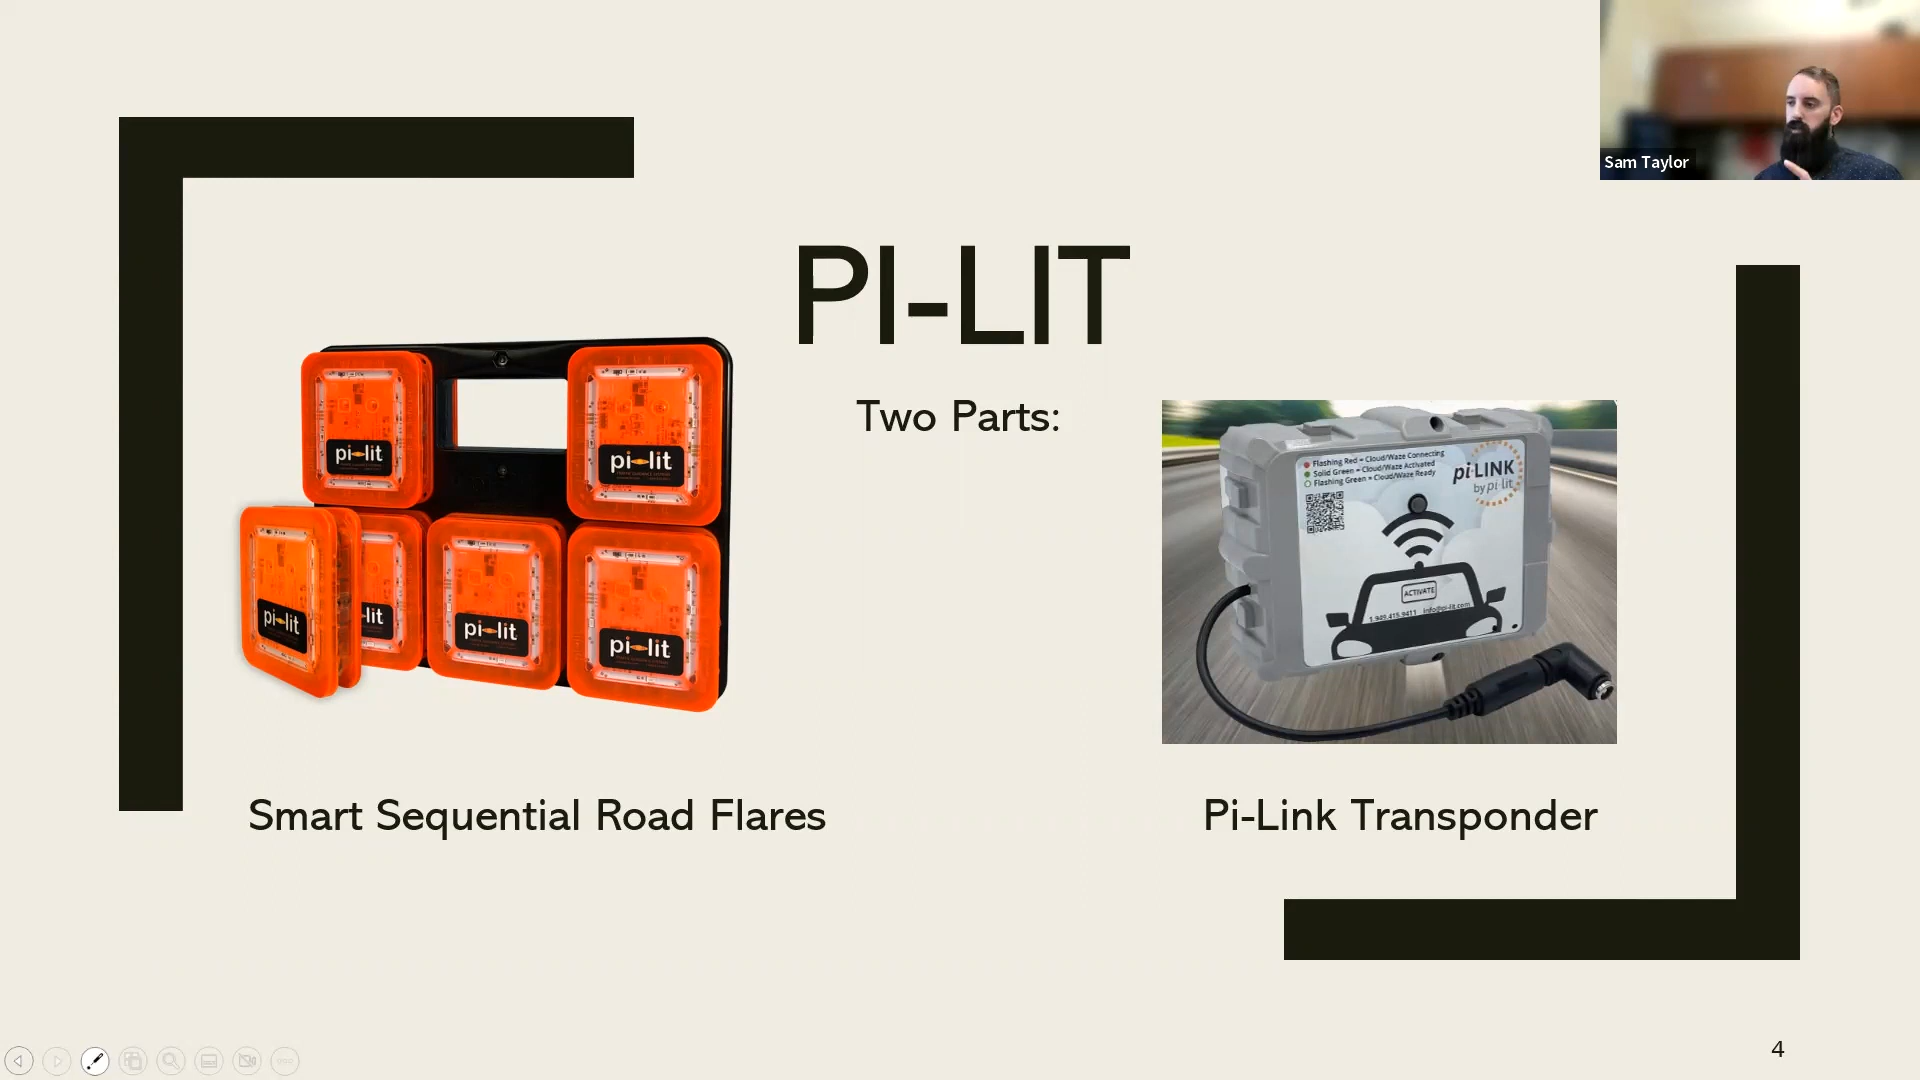 Sam Taylor
PI-LIT
Two Parts:
pi-lit
pi-lit
pi-lit
lit
pi-lit
pi-lit
Flashing Red = Cloud/Waze Connecting
Solid Green = Cloud/Waze Activated
Flashing Green = Cloud/Waze Ready
pi·LINK
by pi·lit
ACTIVATE
1.949.415.9411 info@pi-lit.com
Smart Sequential Road Flares
Pi-Link Transponder
4